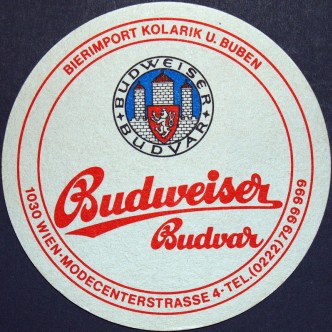 BIERIMPORT KOLARIK U. BUBEN
BUDWEISER
BUDVAR
Budweiser
Budvar
1030 WIEN·MODECENTERSTRASSE 4·TEL.(0222) 79 99 999